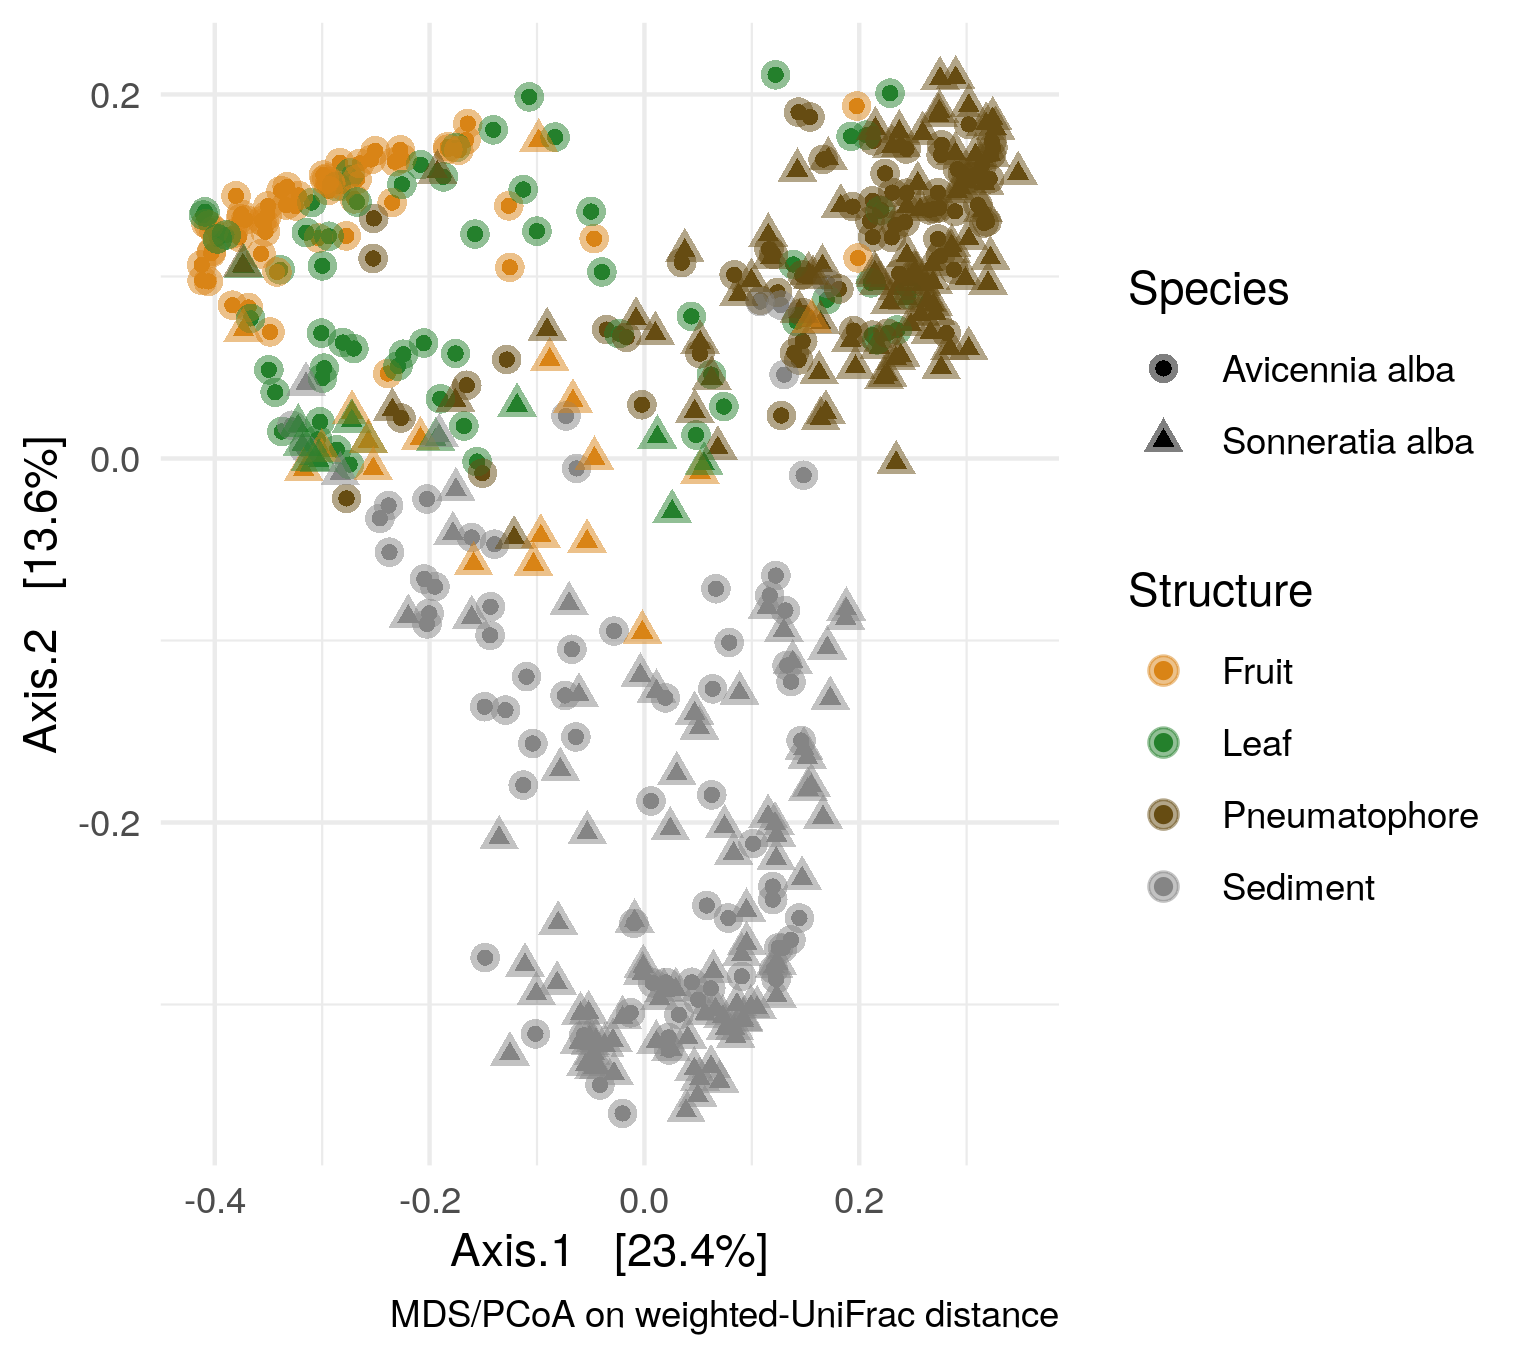 0.2
0.0
-0.2
Axis.2   [13.6%]
-0.4
-0.2
0.0
0.2
Axis.1   [23.4%]
MDS/PCoA on weighted-UniFrac distance
Species
Avicennia alba
Sonneratia alba
Structure
Fruit
Leaf
Pneumatophore
Sediment